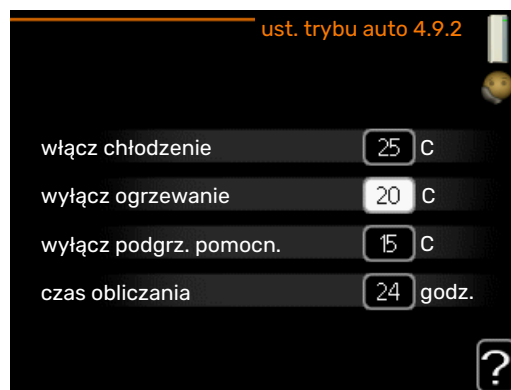 ust. trybu auto 4.9.2
włącz chłodzenie 25 C
wyłącz ogrzewanie 20 C
wyłącz podgrz. pomocn. 15 C
czas obliczania 24 godz.
?